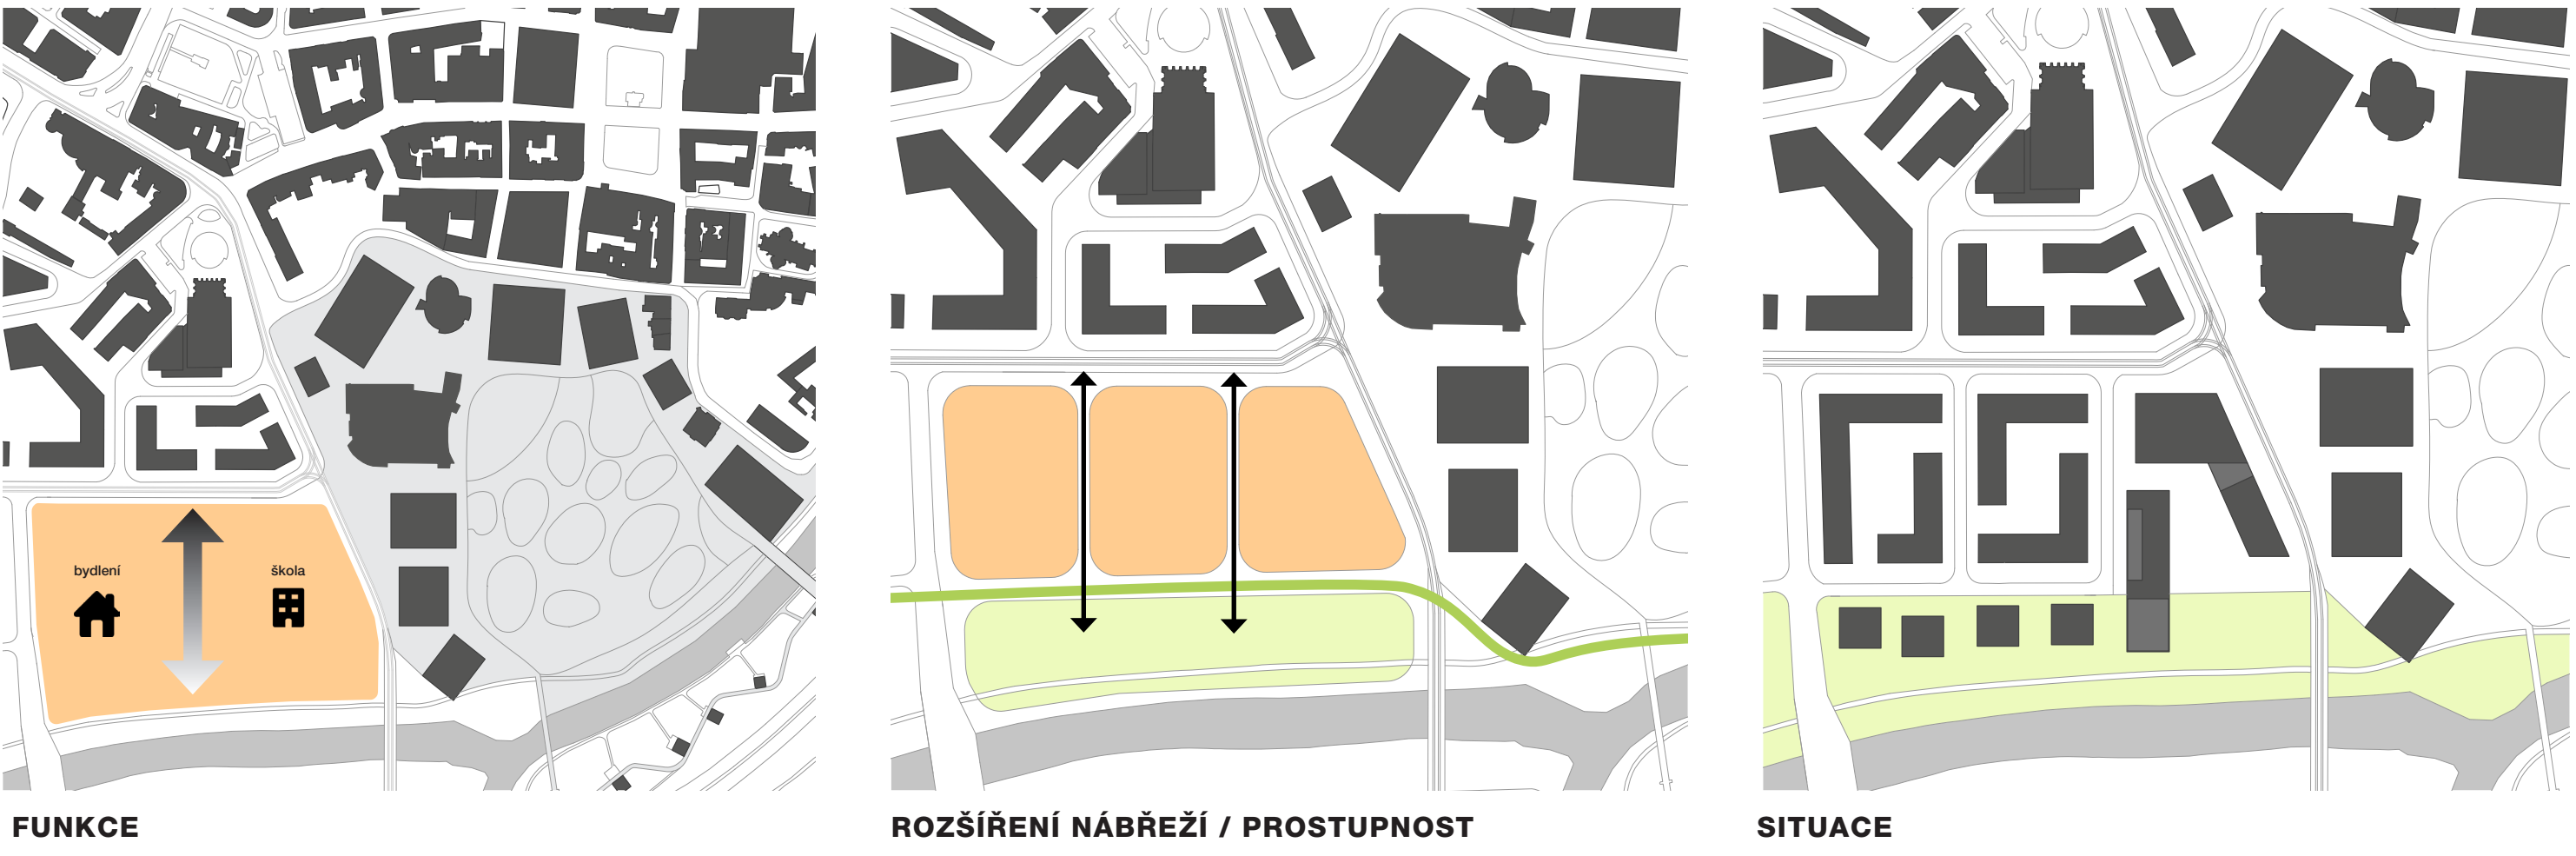 bydlení
škola
FUNKCE
ROZŠÍŘENÍ NÁBŘEŽÍ / PROSTUPNOST
SITUACE